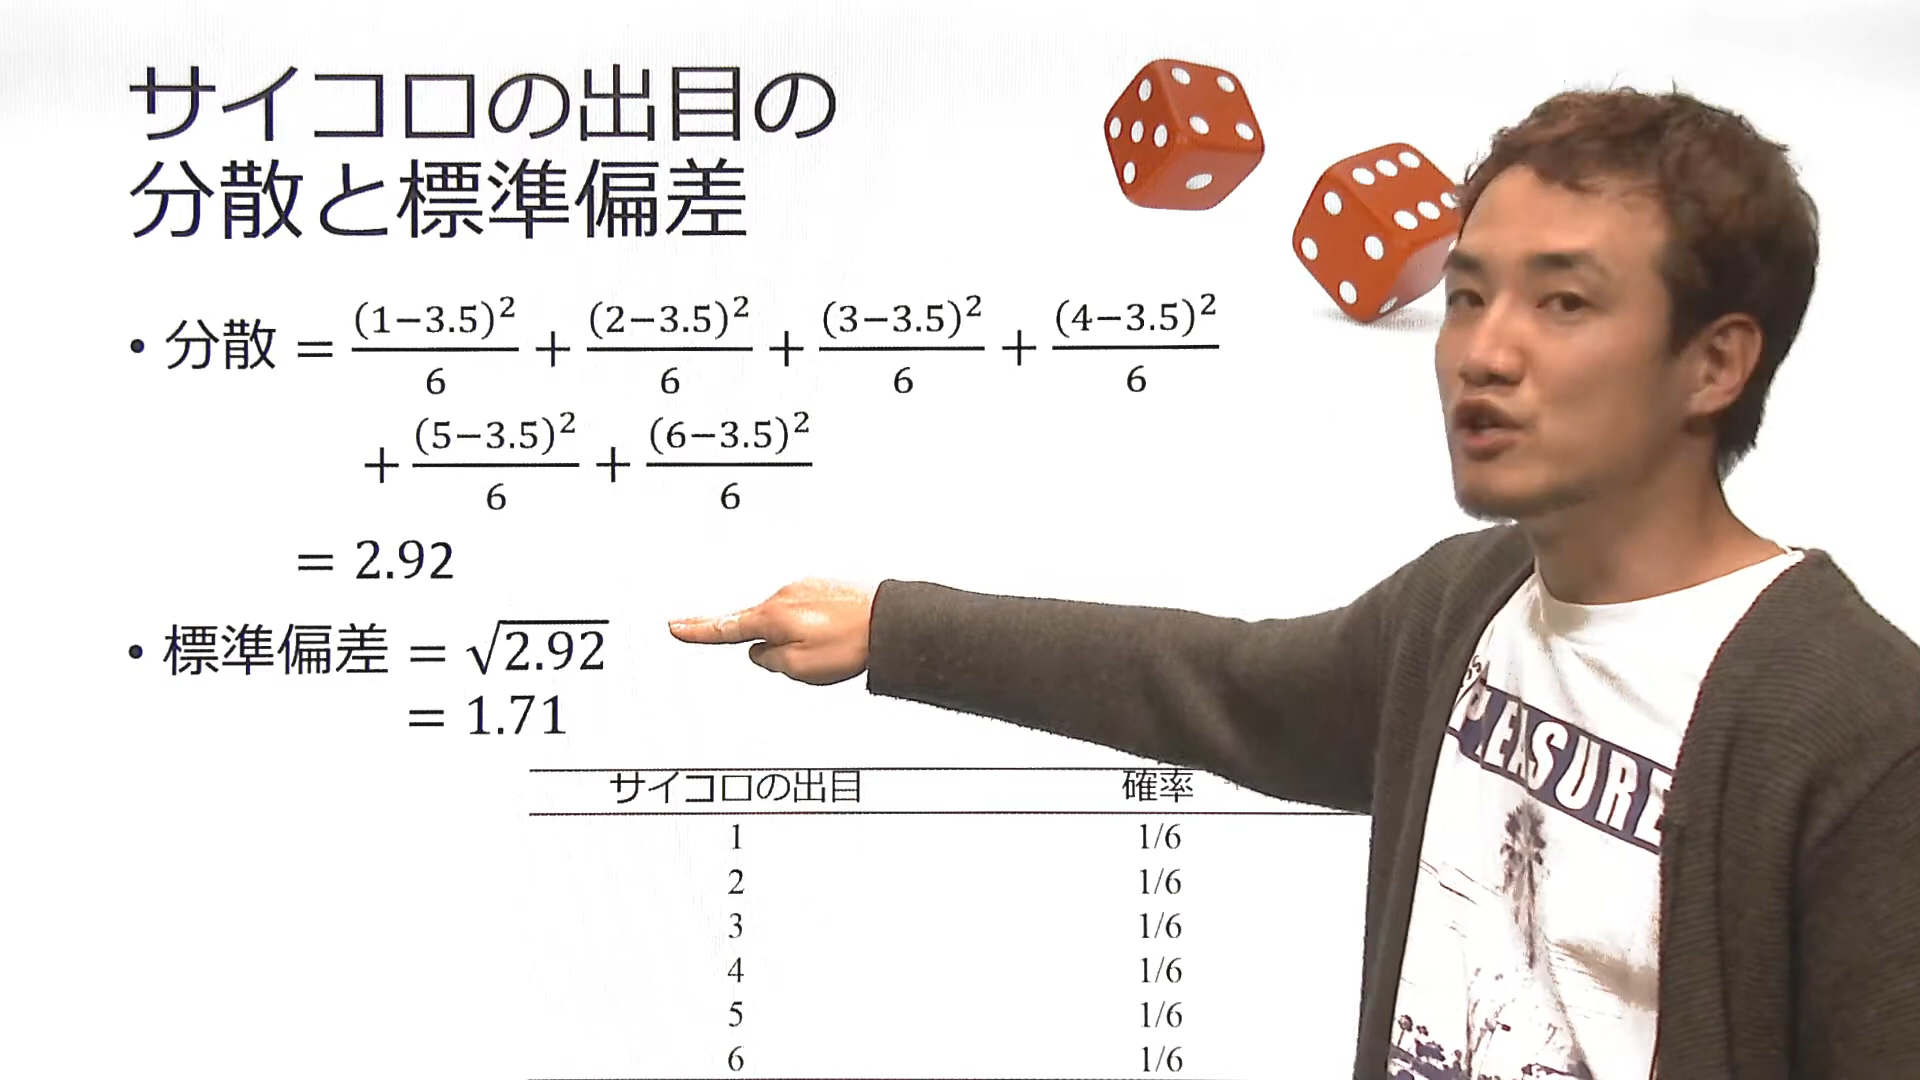 サイコロの出目の
分散と標準偏差
• 分散 = (1−3.5)²/6 + (2−3.5)²/6 + (3−3.5)²/6 + (4−3.5)²/6
+ (5−3.5)²/6 + (6−3.5)²/6
= 2.92
• 標準偏差 = √2.92
= 1.71
サイコロの出目 確率
1 1/6
2 1/6
3 1/6
4 1/6
5 1/6
6 1/6
PLEASURE